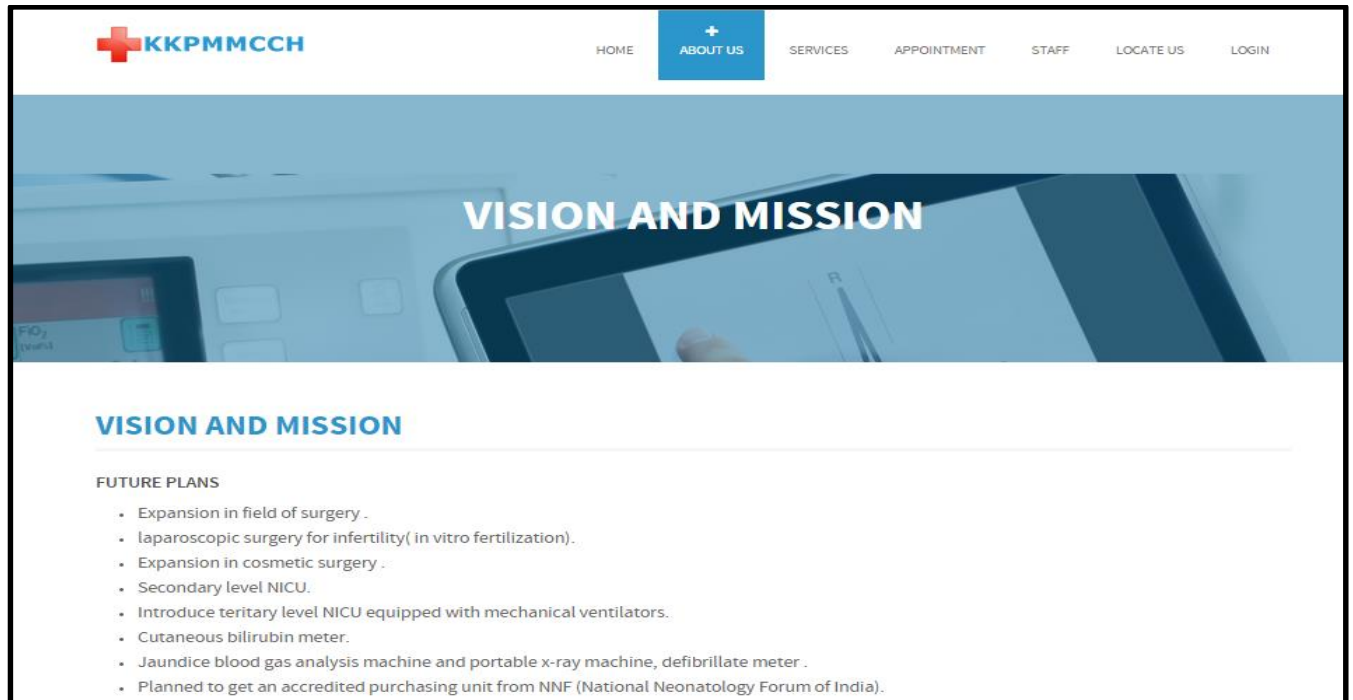 KKPMMCCH
HOME ABOUT US SERVICES APPOINTMENT STAFF LOCATE US LOGIN
VISION AND MISSION
R
FiO2
VISION AND MISSION
FUTURE PLANS
• Expansion in field of surgery .
• laparoscopic surgery for infertility( in vitro fertilization).
• Expansion in cosmetic surgery .
• Secondary level NICU.
• Introduce teritary level NICU equipped with mechanical ventilators.
• Cutaneous bilirubin meter.
• Jaundice blood gas analysis machine and portable x-ray machine, defibrillate meter .
• Planned to get an accredited purchasing unit from NNF (National Neonatology Forum of India).